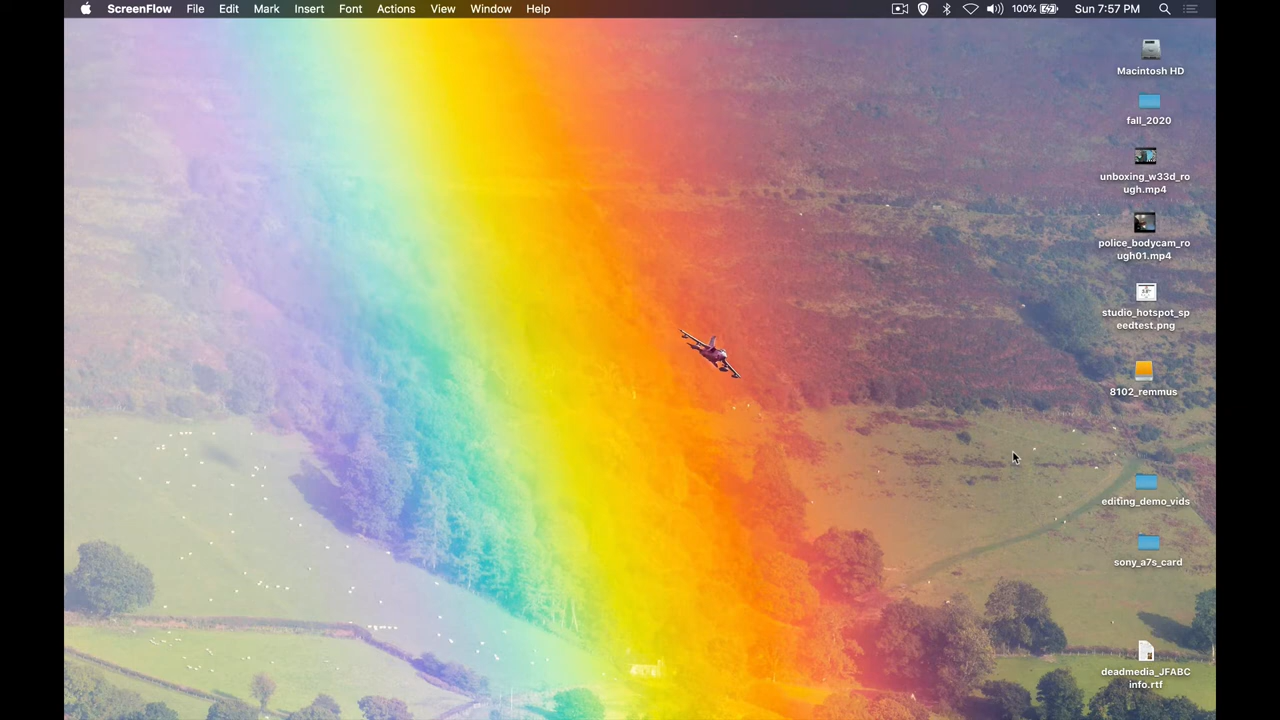 ScreenFlow File Edit Mark Insert Font Actions View Window Help 100% Sun 7:57 PM
Macintosh HD
fall_2020
unboxing_w33d_ro
ugh.mp4
police_bodycam_ro
ugh01.mp4
studio_hotspot_sp
eedtest.png
8102_remmus
editing_demo_vids
sony_a7s_card
deadmedia_JFABC
info.rtf